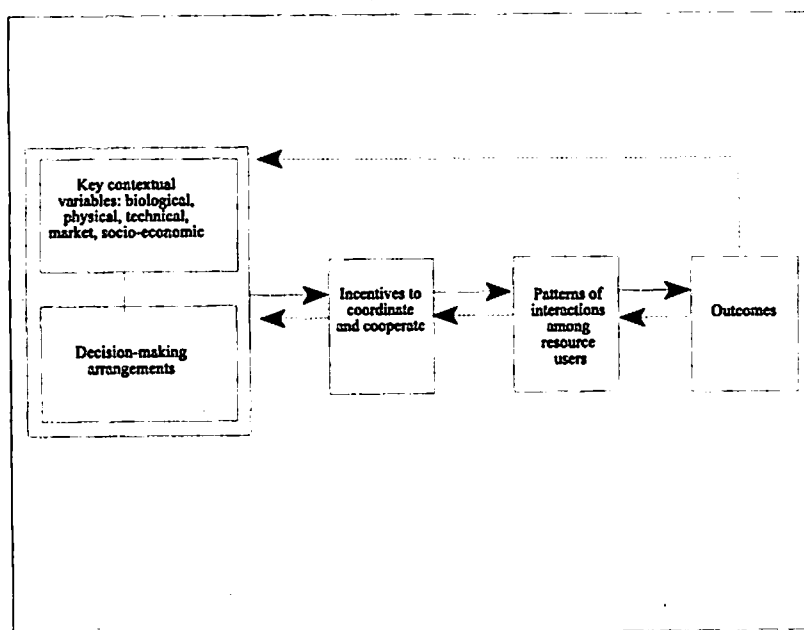 Key contextual
variables: biological,
physical, technical,
market, socio-economic
Decision-making
arrangements
Incentives to
coordinate
and cooperate
Patterns of
interactions
among
resource
users
Outcomes